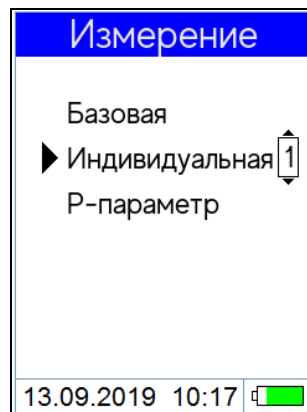 Измерение
Базовая
Индивидуальная 1
Р-параметр
13.09.2019 10:17